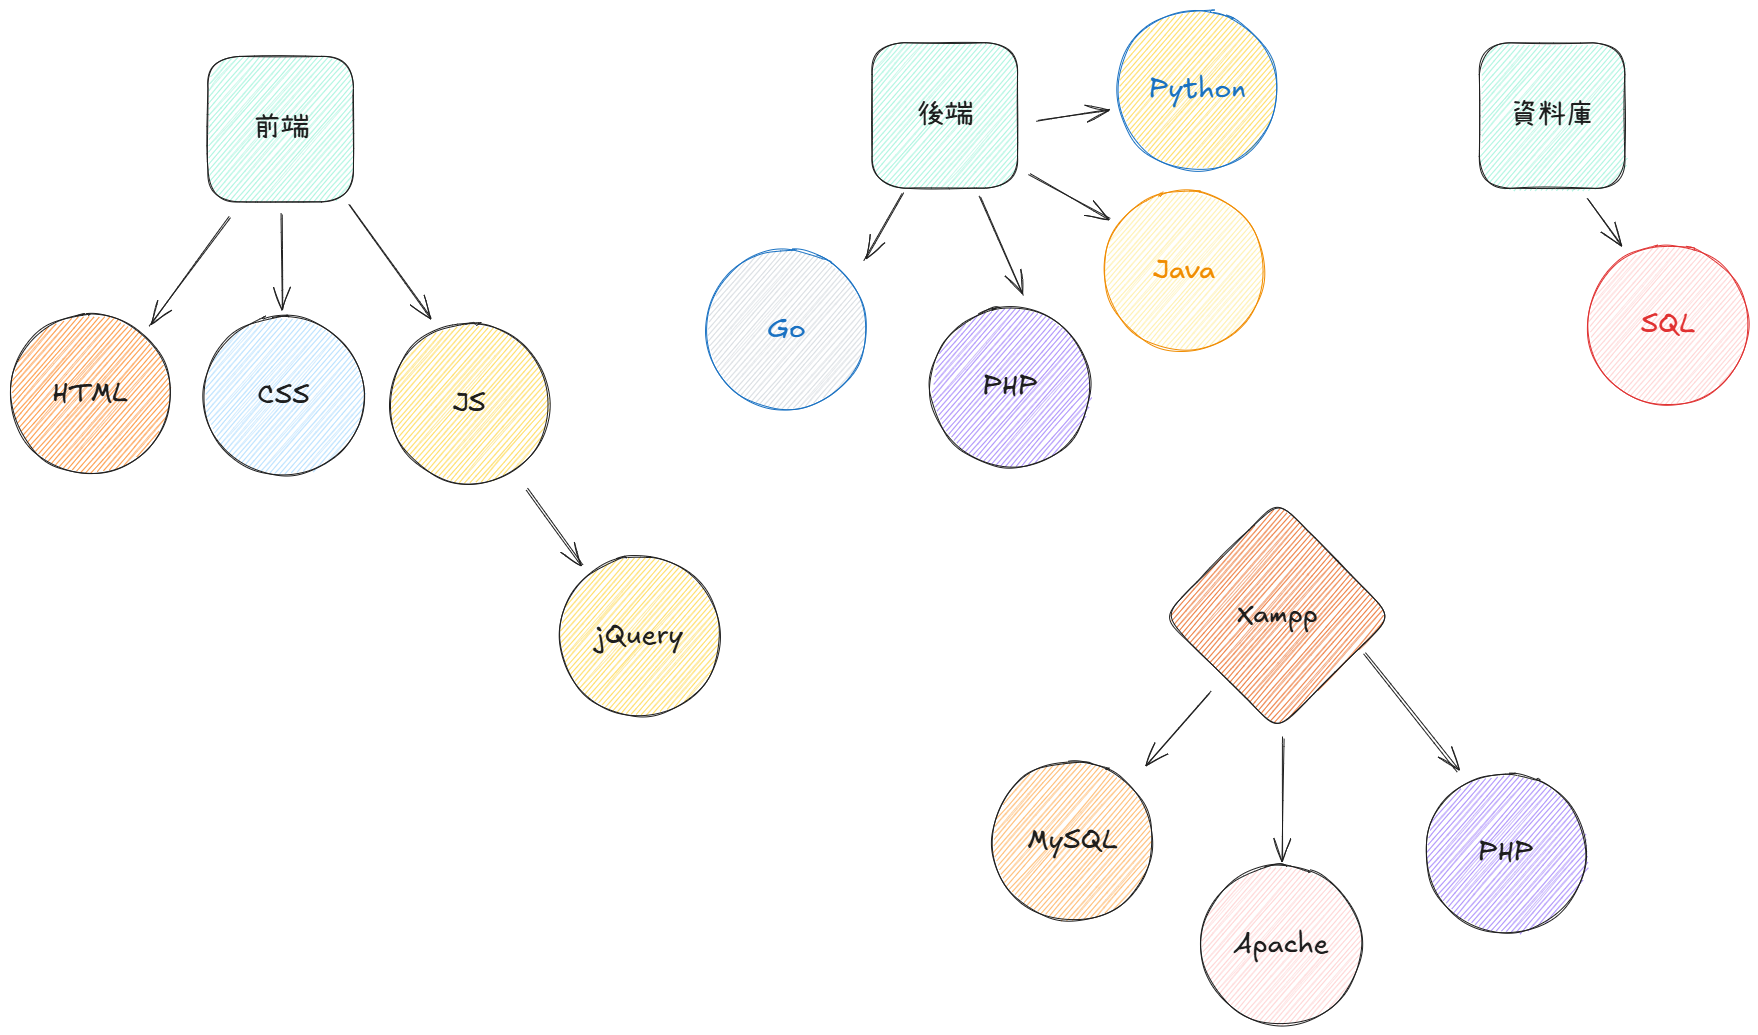 前端
HTML
CSS
JS
jQuery
後端
Python
Java
Go
PHP
資料庫
SQL
Xampp
MySQL
Apache
PHP